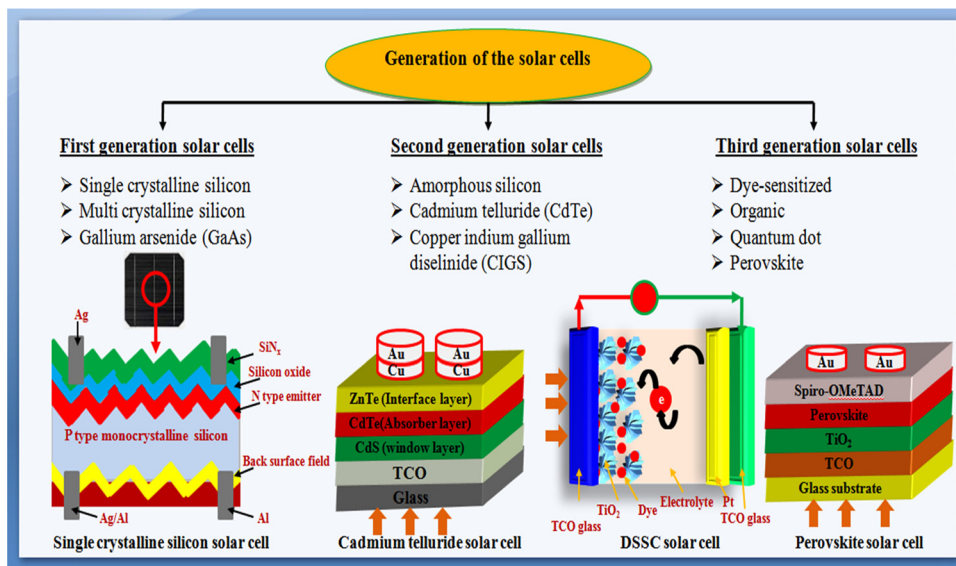 Generation of the solar cells
First generation solar cells
➢ Single crystalline silicon
➢ Multi crystalline silicon
➢ Gallium arsenide (GaAs)
Second generation solar cells
➢ Amorphous silicon
➢ Cadmium telluride (CdTe)
➢ Copper indium gallium
diselinide (CIGS)
Third generation solar cells
➢ Dye-sensitized
➢ Organic
➢ Quantum dot
➢ Perovskite
Ag
SiNₓ
Silicon oxide
N type emitter
P type monocrystalline silicon
Back surface field
Ag/Al
Al
Single crystalline silicon solar cell
Au
Cu
Au
Cu
ZnTe (Interface layer)
CdTe(Absorber layer)
CdS (window layer)
TCO
Glass
Cadmium telluride solar cell
e
TCO glass
TiO₂
Dye
Electrolyte
Pt
TCO glass
DSSC solar cell
Au
Au
Spiro-OMeTAD
Perovskite
TiO₂
TCO
Glass substrate
Perovskite solar cell